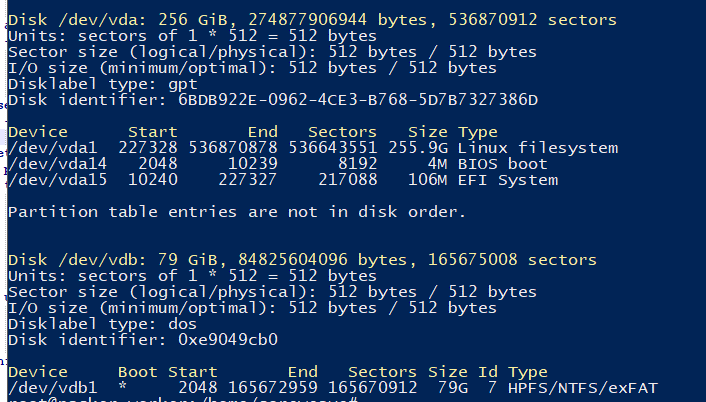 Disk /dev/vda: 256 GiB, 274877906944 bytes, 536870912 sectors
Units: sectors of 1 * 512 = 512 bytes
Sector size (logical/physical): 512 bytes / 512 bytes
I/O size (minimum/optimal): 512 bytes / 512 bytes
Disklabel type: gpt
Disk identifier: 6BDB922E-0962-4CE3-B768-5D7B7327386D
Device Start End Sectors Size Type
/dev/vda1 227328 536870878 536643551 255.9G Linux filesystem
/dev/vda14 2048 10239 8192 4M BIOS boot
/dev/vda15 10240 227327 217088 106M EFI System
Partition table entries are not in disk order.
Disk /dev/vdb: 79 GiB, 84825604096 bytes, 165675008 sectors
Units: sectors of 1 * 512 = 512 bytes
Sector size (logical/physical): 512 bytes / 512 bytes
I/O size (minimum/optimal): 512 bytes / 512 bytes
Disklabel type: dos
Disk identifier: 0xe9049cb0
Device Boot Start End Sectors Size Id Type
/dev/vdb1 * 2048 165672959 165670912 79G 7 HPFS/NTFS/exFAT